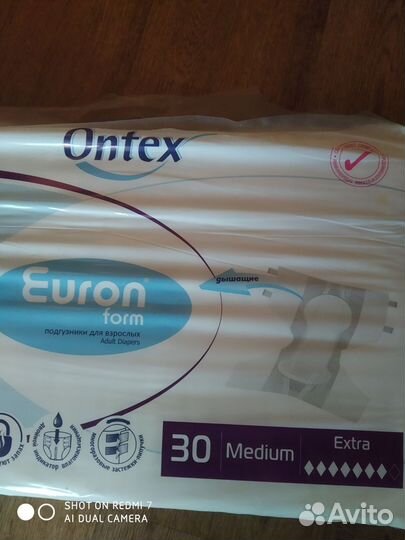 Ontex
дышащие
Euron
form
подгузники для взрослых
Adult Diapers
30 Medium Extra
SHOT ON REDMI 7
AI DUAL CAMERA
Avito